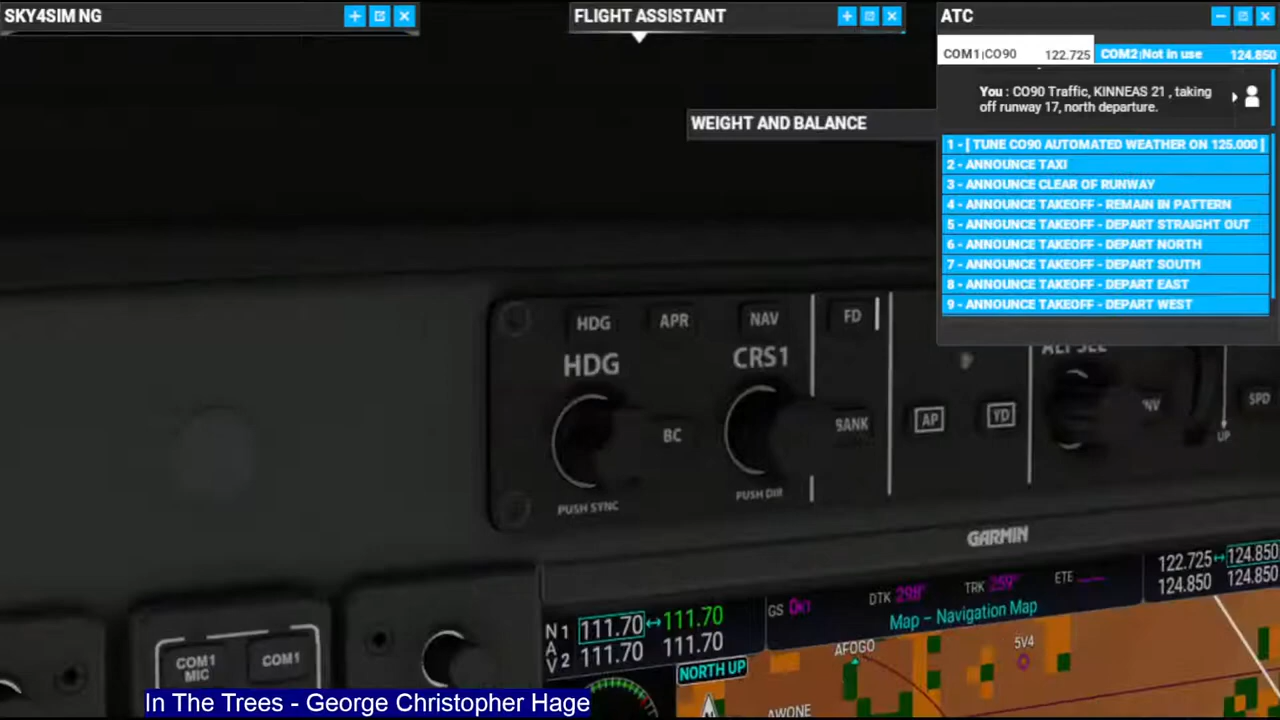 SKY4SIM NG
FLIGHT ASSISTANT
ATC
COM1 | CO90 122.725
COM2 | Not in use 124.850
You : CO90 Traffic, KINNEAS 21 , taking
off runway 17, north departure.
WEIGHT AND BALANCE
1 - [ TUNE CO90 AUTOMATED WEATHER ON 125.000 ]
2 - ANNOUNCE TAXI
3 - ANNOUNCE CLEAR OF RUNWAY
4 - ANNOUNCE TAKEOFF - REMAIN IN PATTERN
5 - ANNOUNCE TAKEOFF - DEPART STRAIGHT OUT
6 - ANNOUNCE TAKEOFF - DEPART NORTH
7 - ANNOUNCE TAKEOFF - DEPART SOUTH
8 - ANNOUNCE TAKEOFF - DEPART EAST
9 - ANNOUNCE TAKEOFF - DEPART WEST
HDG APR NAV FD
HDG CRS1
BC BANK AP YD SPD
UP
PUSH SYNC PUSH DIR
GARMIN
122.725↔124.850
124.850 124.850
GS 0KT DTK 298° TRK 259° ETE
Map – Navigation Map
NAV
1 111.70↔111.70
2 111.70 111.70
NORTH UP
AFOGO
5V4
AWONE
COM1
MIC
COM1
In The Trees - George Christopher Hage